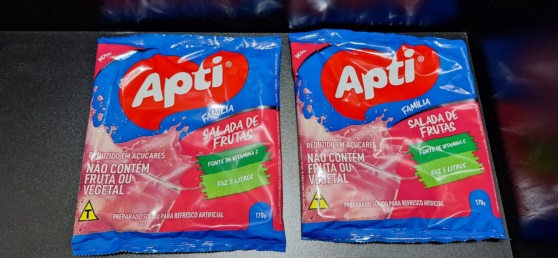 Apti®
FAMÍLIA
SALADA DE
FRUTAS
FONTE DE VITAMINA C
FAZ 5 LITROS
REDUZIDO EM AÇÚCARES
NÃO CONTÉM
FRUTA OU
VEGETAL
T
PREPARADO SÓLIDO PARA REFRESCO ARTIFICIAL
170g
Apti®
FAMÍLIA
SALADA DE
FRUTAS
FONTE DE VITAMINA C
FAZ 5 LITROS
REDUZIDO EM AÇÚCARES
NÃO CONTÉM
FRUTA OU
VEGETAL
T
PREPARADO SÓLIDO PARA REFRESCO ARTIFICIAL
170g